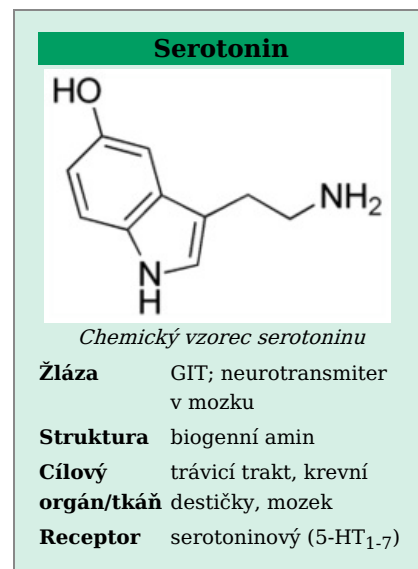 Serotonin
HO
NH2
N
H
Chemický vzorec serotoninu
Žláza GIT; neurotransmiter
v mozku
Struktura biogenní amin
Cílový trávicí trakt, krevní
orgán/tkáň destičky, mozek
Receptor serotoninový (5-HT1-7)